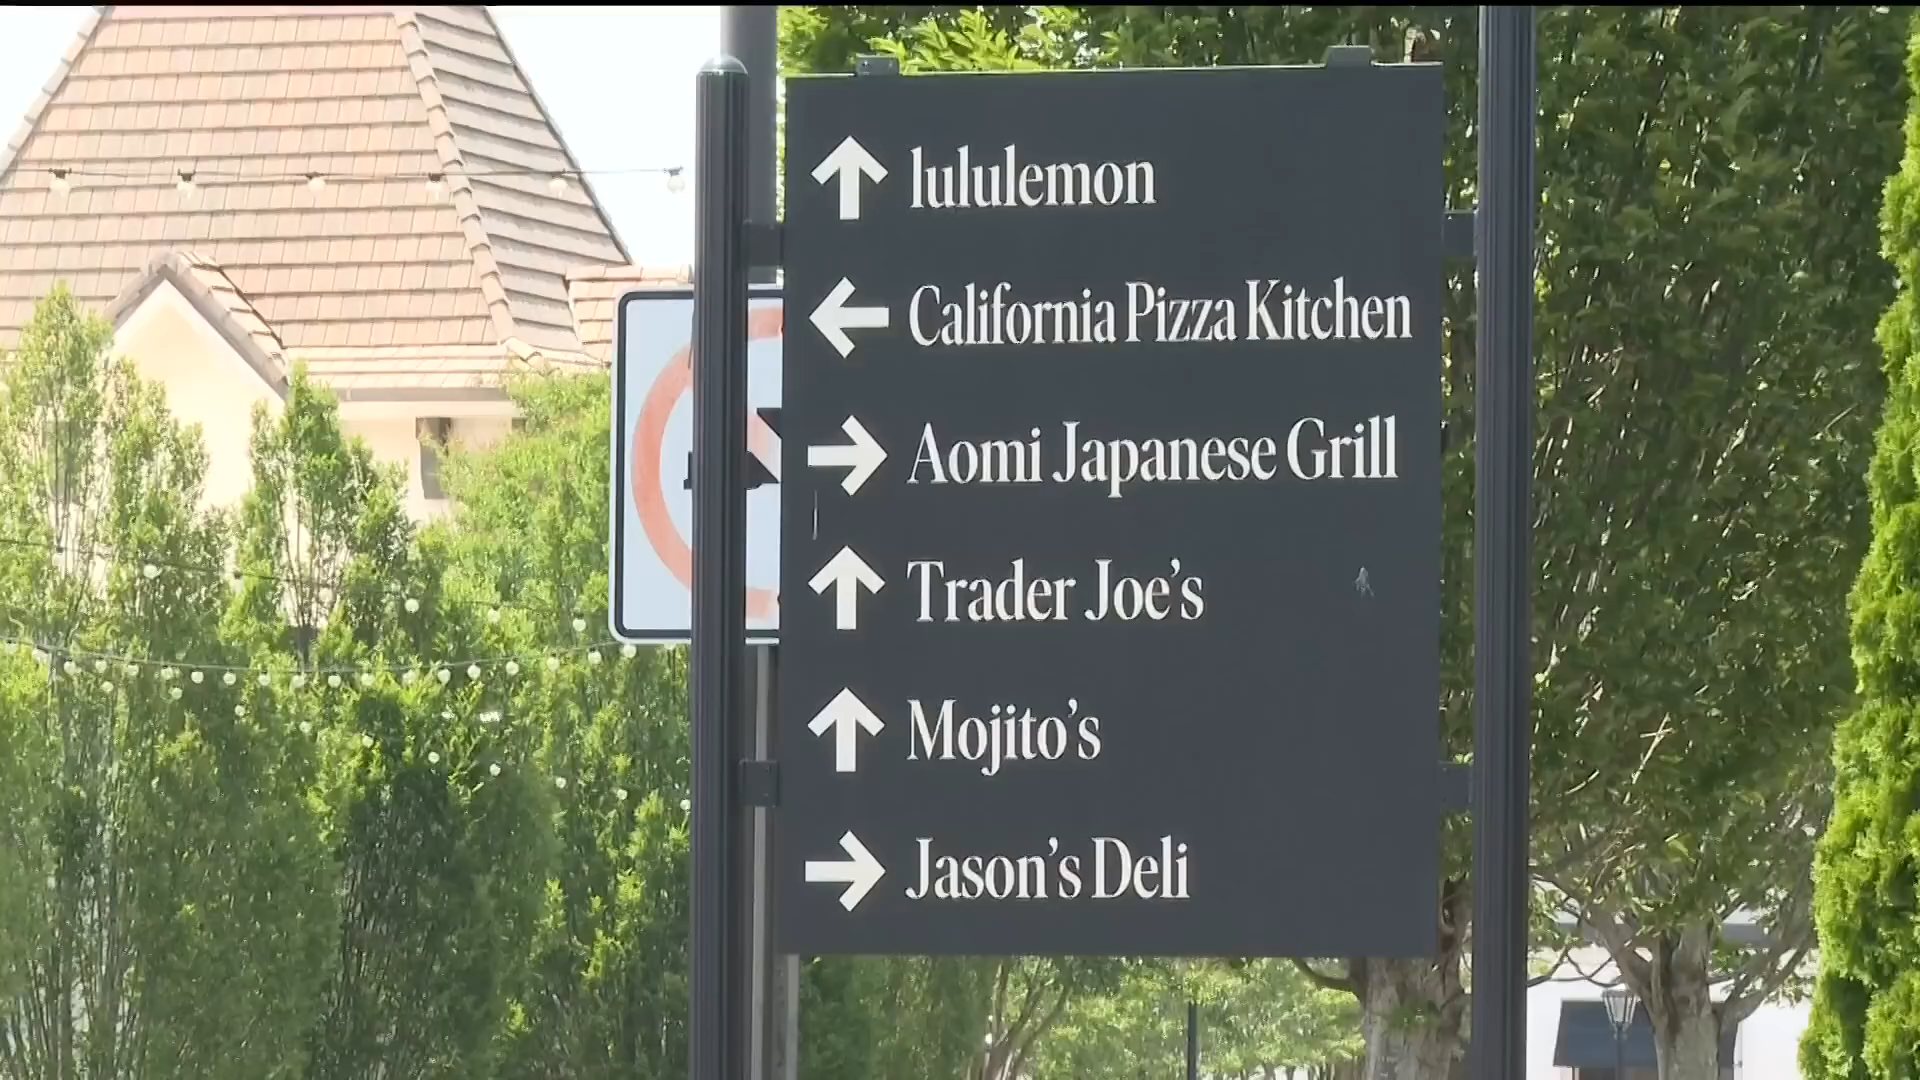 lululemon
California Pizza Kitchen
Aomi Japanese Grill
Trader Joe's
Mojito's
Jason's Deli